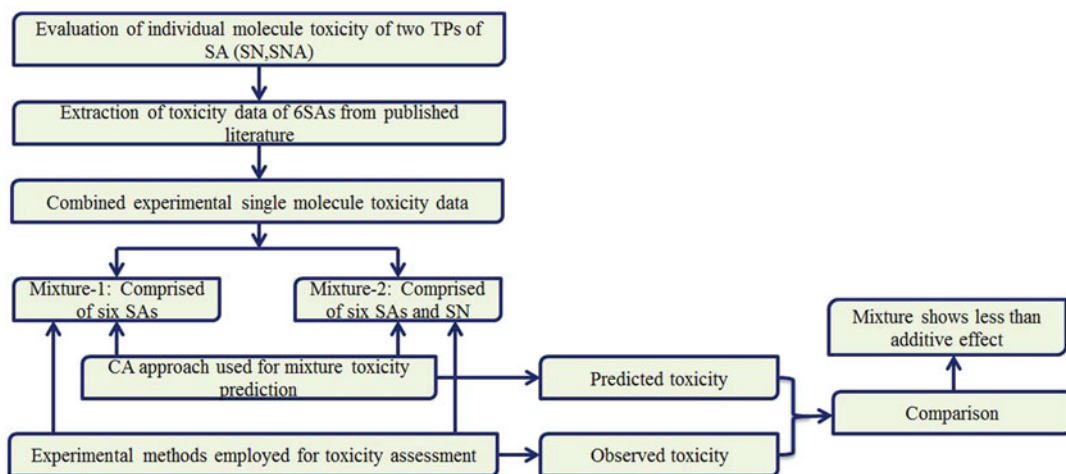 Evaluation of individual molecule toxicity of two TPs of
SA (SN,SNA)
Extraction of toxicity data of 6SAs from published
literature
Combined experimental single molecule toxicity data
Mixture-1: Comprised
of six SAs
Mixture-2: Comprised
of six SAs and SN
Mixture shows less than
additive effect
CA approach used for mixture toxicity
prediction
Predicted toxicity
Comparison
Experimental methods employed for toxicity assessment
Observed toxicity